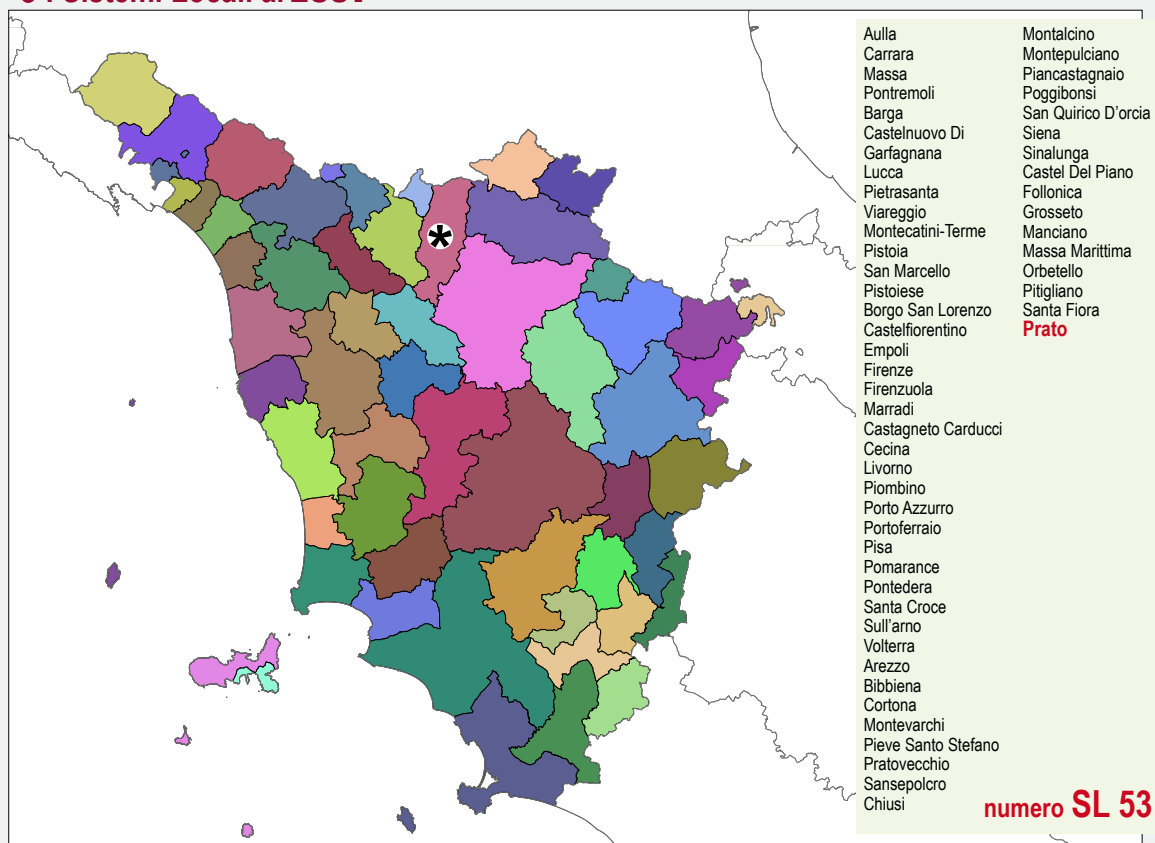 Aulla
Carrara
Massa
Pontremoli
Barga
Castelnuovo Di
Garfagnana
Lucca
Pietrasanta
Viareggio
Montecatini-Terme
Pistoia
San Marcello
Pistoiese
Borgo San Lorenzo
Castelfiorentino
Empoli
Firenze
Firenzuola
Marradi
Castagneto Carducci
Cecina
Livorno
Piombino
Porto Azzurro
Portoferraio
Pisa
Pomarance
Pontedera
Santa Croce
Sull'arno
Volterra
Arezzo
Bibbiena
Cortona
Montevarchi
Pieve Santo Stefano
Pratovecchio
Sansepolcro
Chiusi
Montalcino
Montepulciano
Piancastagnaio
Poggibonsi
San Quirico D'orcia
Siena
Sinalunga
Castel Del Piano
Follonica
Grosseto
Manciano
Massa Marittima
Orbetello
Pitigliano
Santa Fiora
Prato
numero SL 53